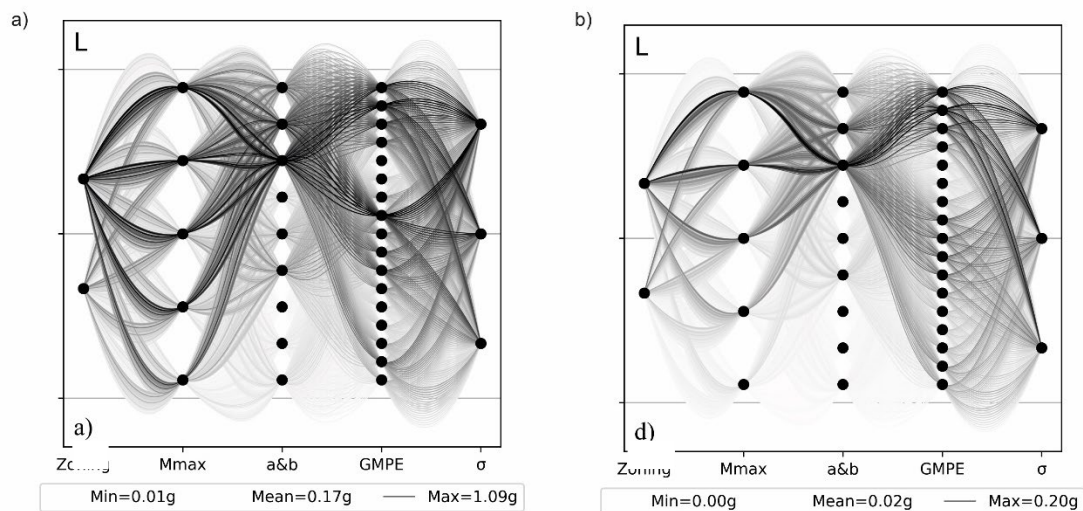 a)
L
a)
Mmax a&b GMPE σ
Min=0.01g Mean=0.17g Max=1.09g
b)
L
d)
Mmax a&b GMPE σ
Min=0.00g Mean=0.02g Max=0.20g